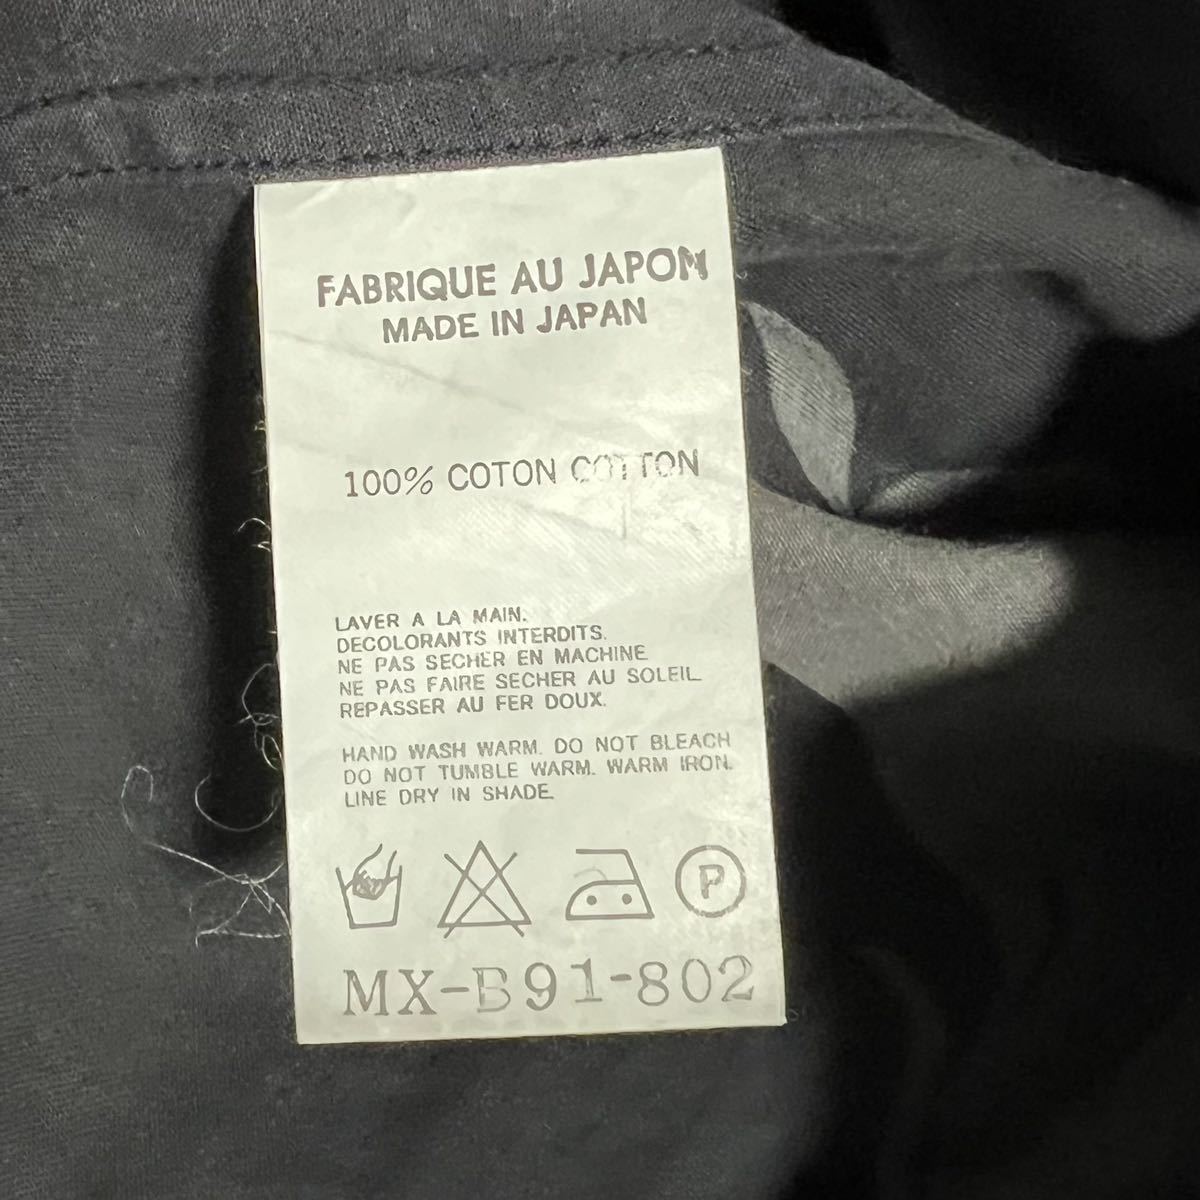 FABRIQUE AU JAPON
MADE IN JAPAN
100% COTON COTTON
LAVER A LA MAIN.
DECOLORANTS INTERDITS.
NE PAS SECHER EN MACHINE
NE PAS FAIRE SECHER AU SOLEIL
REPASSER AU FER DOUX.
HAND WASH WARM. DO NOT BLEACH
DO NOT TUMBLE WARM. WARM IRON.
LINE DRY IN SHADE.
P
MX-B91-802